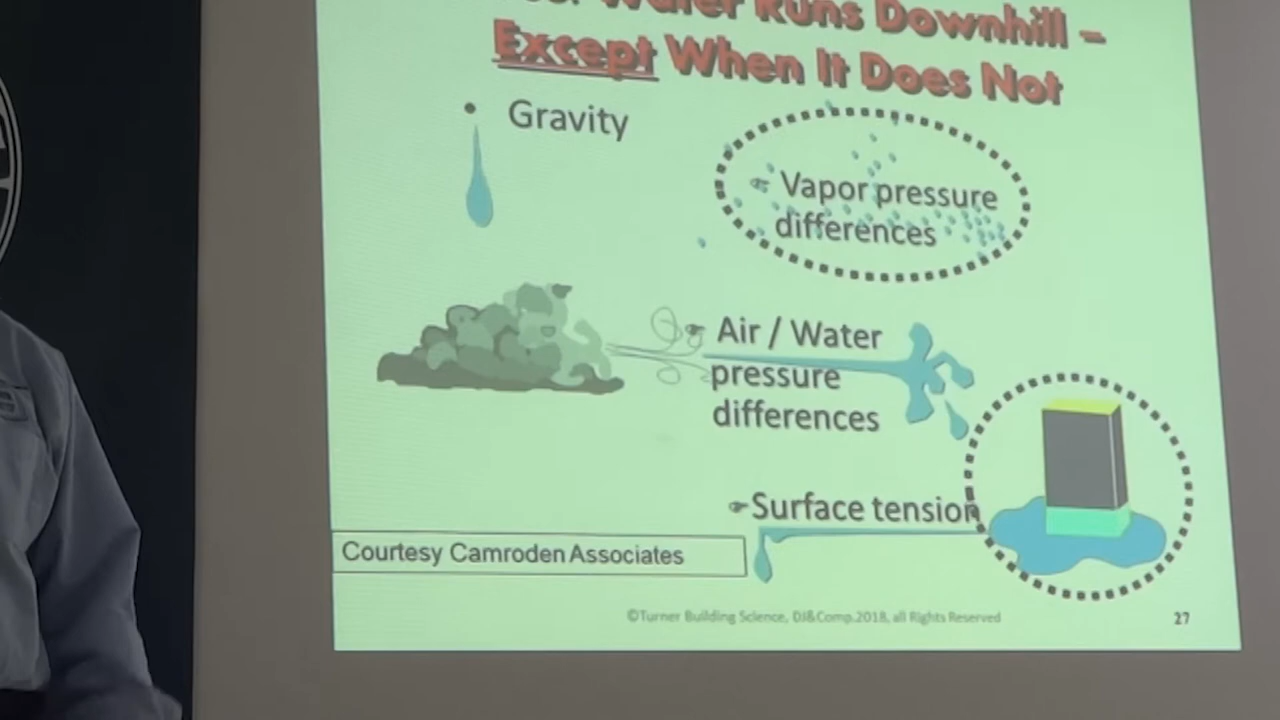 Water Runs Downhill –
Except When It Does Not
• Gravity
Vapor pressure
differences
Air / Water
pressure
differences
Surface tension
Courtesy Camroden Associates
©Turner Building Science, DJ&Comp.2018, all Rights Reserved
27